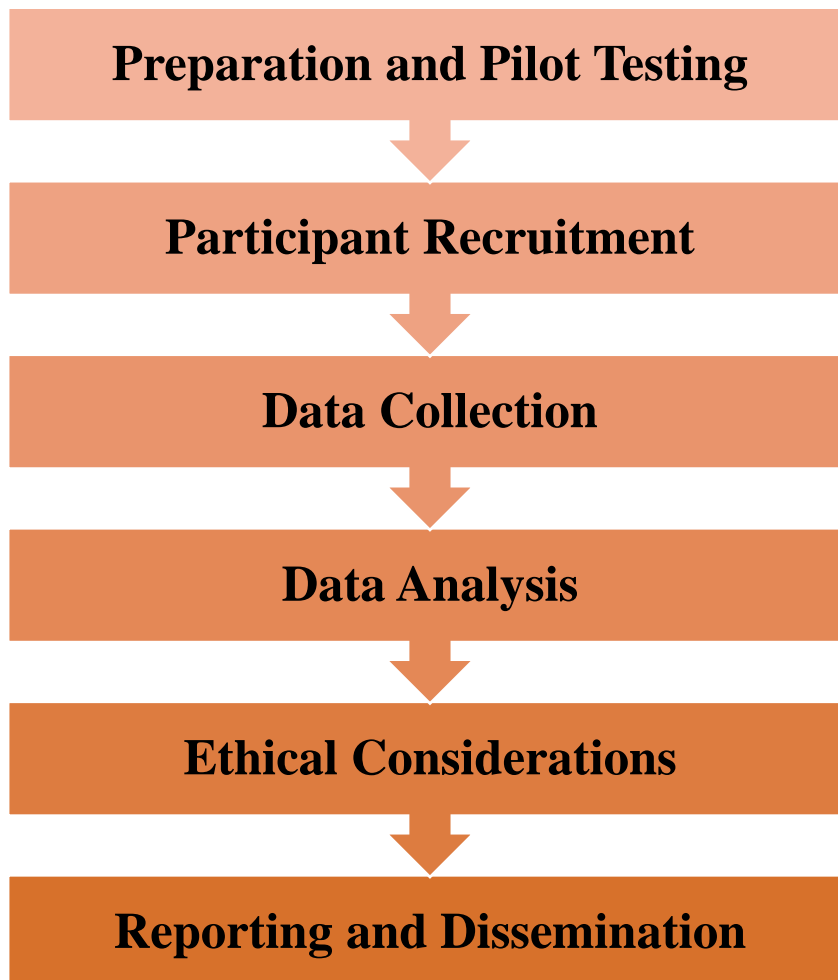 Preparation and Pilot Testing
Participant Recruitment
Data Collection
Data Analysis
Ethical Considerations
Reporting and Dissemination